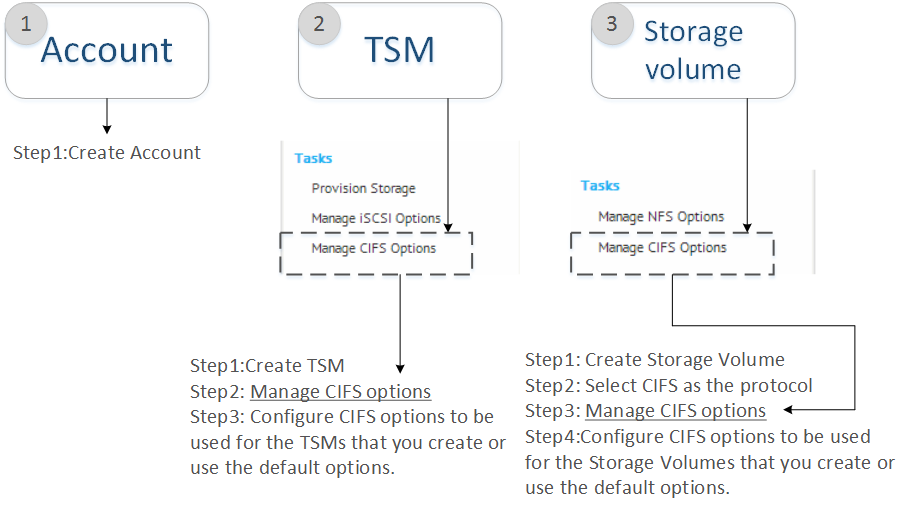 1
Account
Step1:Create Account
2
TSM
Tasks
Provision Storage
Manage iSCSI Options
Manage CIFS Options
Step1:Create TSM
Step2: Manage CIFS options
Step3: Configure CIFS options to be
used for the TSMs that you create or
use the default options.
3
Storage
volume
Tasks
Manage NFS Options
Manage CIFS Options
Step1: Create Storage Volume
Step2: Select CIFS as the protocol
Step3: Manage CIFS options
Step4:Configure CIFS options to be used
for the Storage Volumes that you create or
use the default options.